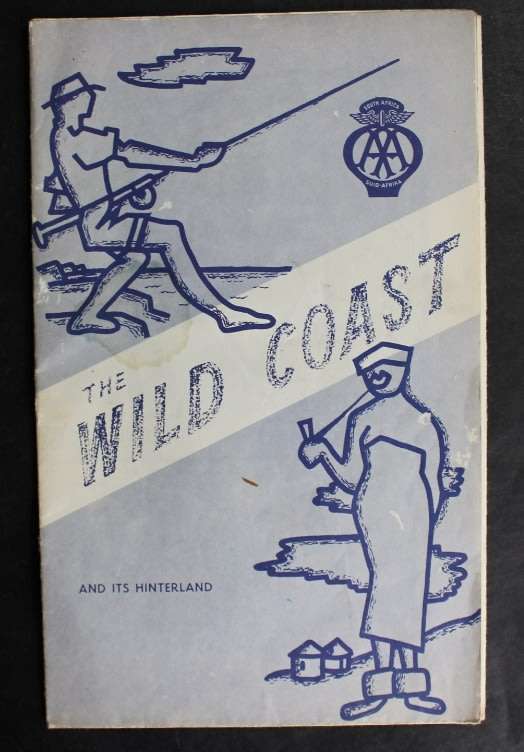 SOUTH AFRICA
AA
SUID-AFRIKA
THE
WILD COAST
AND ITS HINTERLAND